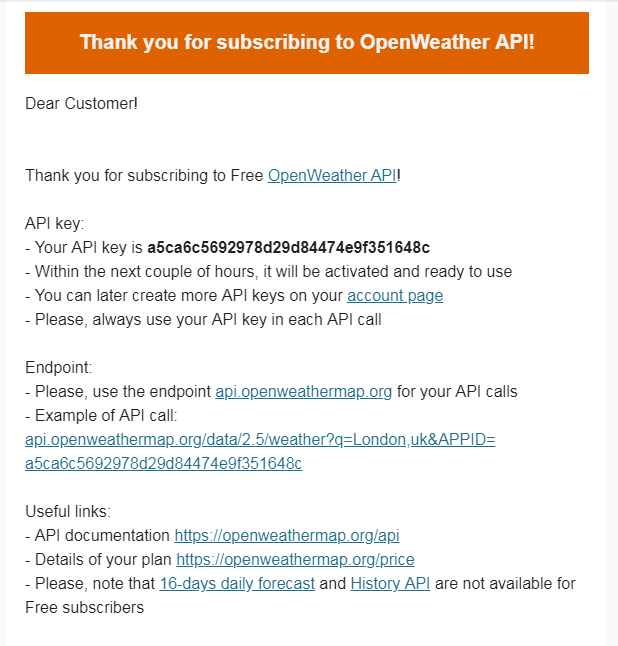 Thank you for subscribing to OpenWeather API!
Dear Customer!
Thank you for subscribing to Free OpenWeather API!
API key:
- Your API key is a5ca6c5692978d29d84474e9f351648c
- Within the next couple of hours, it will be activated and ready to use
- You can later create more API keys on your account page
- Please, always use your API key in each API call
Endpoint:
- Please, use the endpoint api.openweathermap.org for your API calls
- Example of API call:
api.openweathermap.org/data/2.5/weather?q=London,uk&APPID=
a5ca6c5692978d29d84474e9f351648c
Useful links:
- API documentation https://openweathermap.org/api
- Details of your plan https://openweathermap.org/price
- Please, note that 16-days daily forecast and History API are not available for
Free subscribers